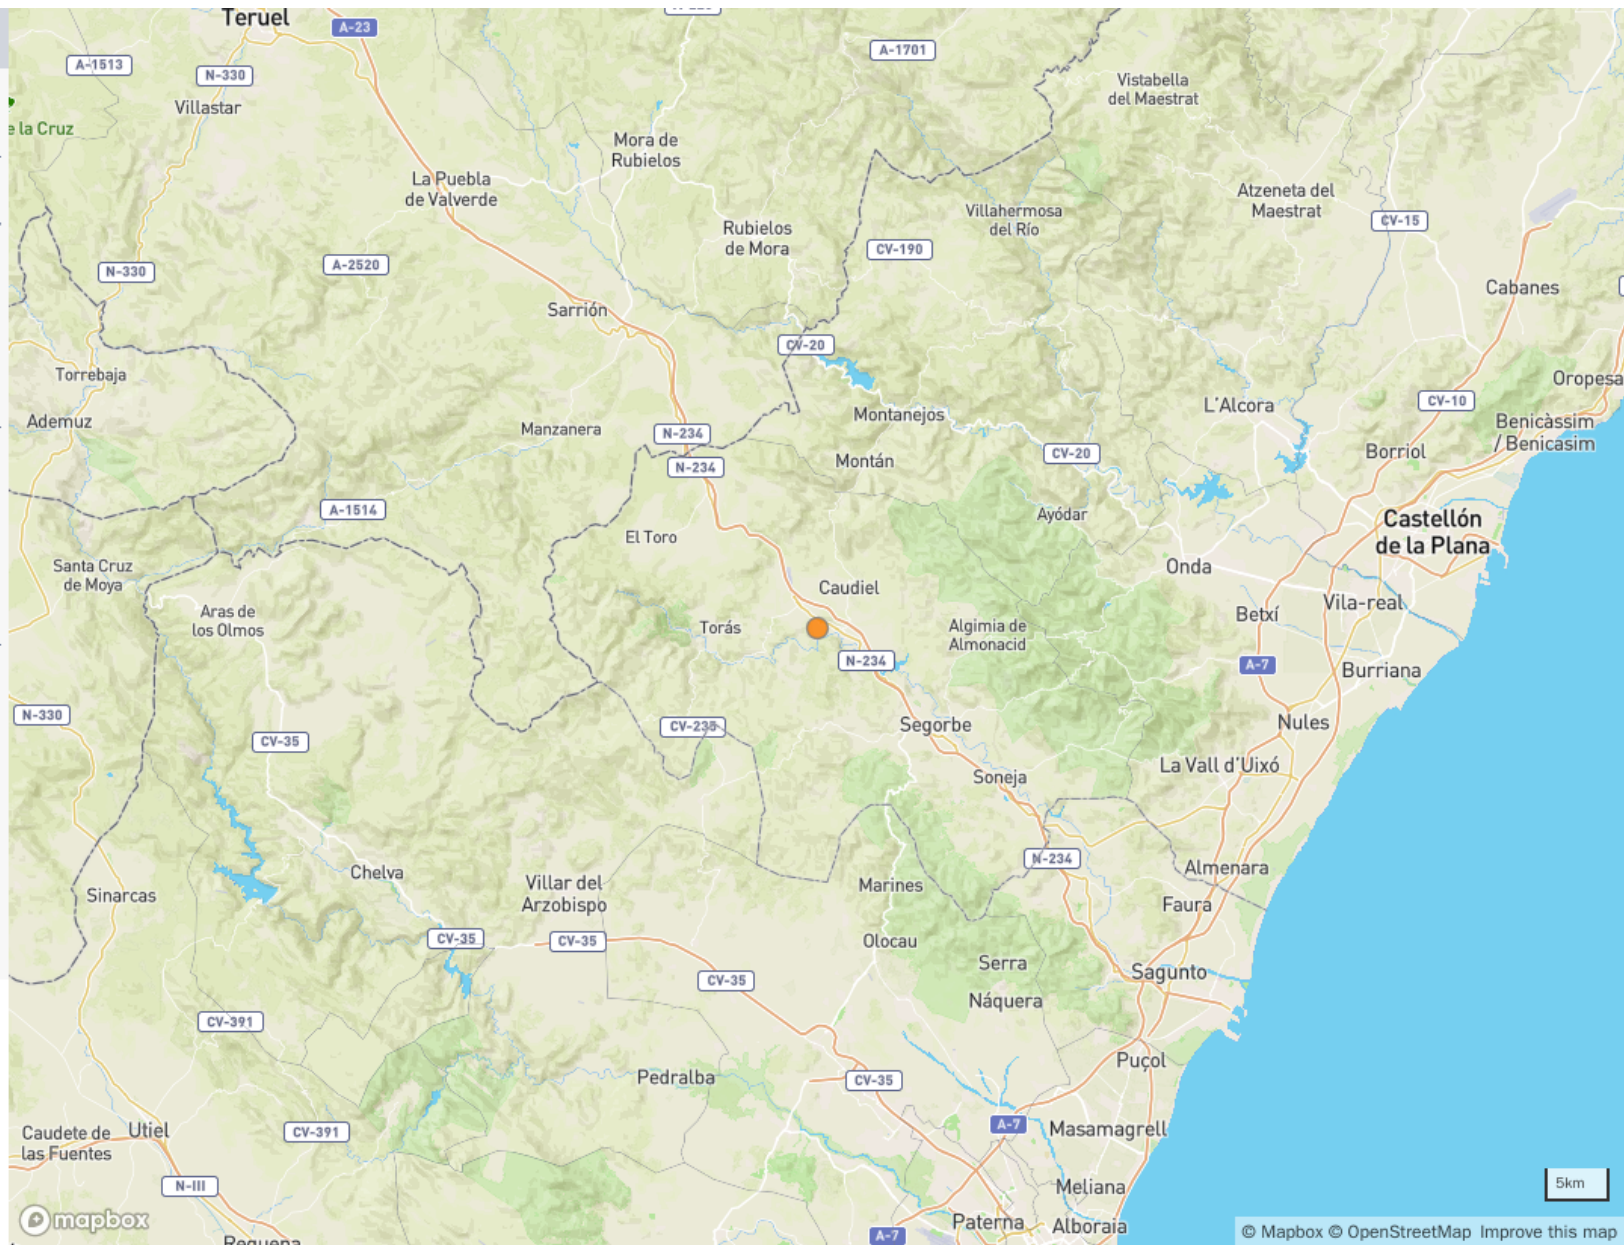 Teruel
A-23
A-1513
N-330
Villastar
e la Cruz
A-1701
Vistabella
del Maestrat
Mora de
Rubielos
La Puebla
de Valverde
Atzeneta del
Maestrat
Villahermosa
del Río
CV-15
Rubielos
de Mora
CV-190
N-330
A-2520
Cabanes
Sarrión
CV-20
Torrebaja
Oropesa
Ademuz
Montanejos
L'Alcora
CV-10
Benicàssim
/ Benicasim
Manzanera
N-234
Borriol
CV-20
Montán
N-234
A-1514
Ayódar
Castellón
de la Plana
El Toro
Santa Cruz
de Moya
Onda
Caudiel
Vila-real
Aras de
los Olmos
Betxí
Torás
Algimia de
Almonacid
N-234
A-7
Burriana
N-330
CV-235
Segorbe
Nules
CV-35
La Vall d'Uixó
Soneja
N-234
Almenara
Chelva
Villar del
Arzobispo
Marines
Sinarcas
Faura
CV-35
CV-35
Olocau
Serra
Sagunto
CV-35
Náquera
CV-391
Puçol
Pedralba
CV-35
A-7
Masamagrell
Caudete de
las Fuentes
Utiel
CV-391
N-III
Meliana
5km
mapbox
Paterna
Alboraia
A-7
Requena
© Mapbox © OpenStreetMap Improve this map